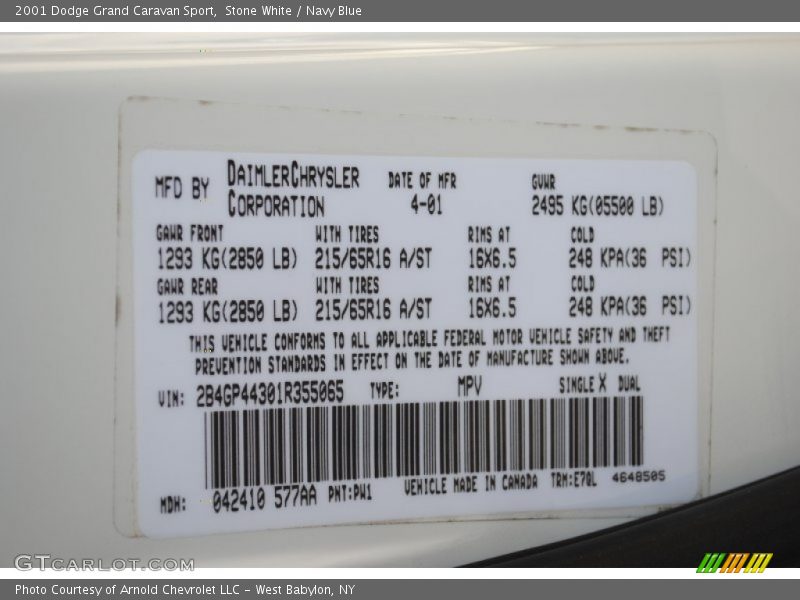 2001 Dodge Grand Caravan Sport, Stone White / Navy Blue
MFD BY DAIMLERCHRYSLER CORPORATION DATE OF MFR 4-01 GVWR 2495 KG(05500 LB)
GAWR FRONT WITH TIRES RIMS AT COLD
1293 KG(2850 LB) 215/65R16 A/ST 16X6.5 248 KPA(36 PSI)
GAWR REAR WITH TIRES RIMS AT COLD
1293 KG(2850 LB) 215/65R16 A/ST 16X6.5 248 KPA(36 PSI)
THIS VEHICLE CONFORMS TO ALL APPLICABLE FEDERAL MOTOR VEHICLE SAFETY AND THEFT
PREVENTION STANDARDS IN EFFECT ON THE DATE OF MANUFACTURE SHOWN ABOVE.
VIN: 2B4GP44301R355065 TYPE: MPV SINGLE X DUAL
MDH: 042410 577AA PNT:PW1 VEHICLE MADE IN CANADA TRM:E7QL 4648505
GTCARLOT.COM
Photo Courtesy of Arnold Chevrolet LLC - West Babylon, NY